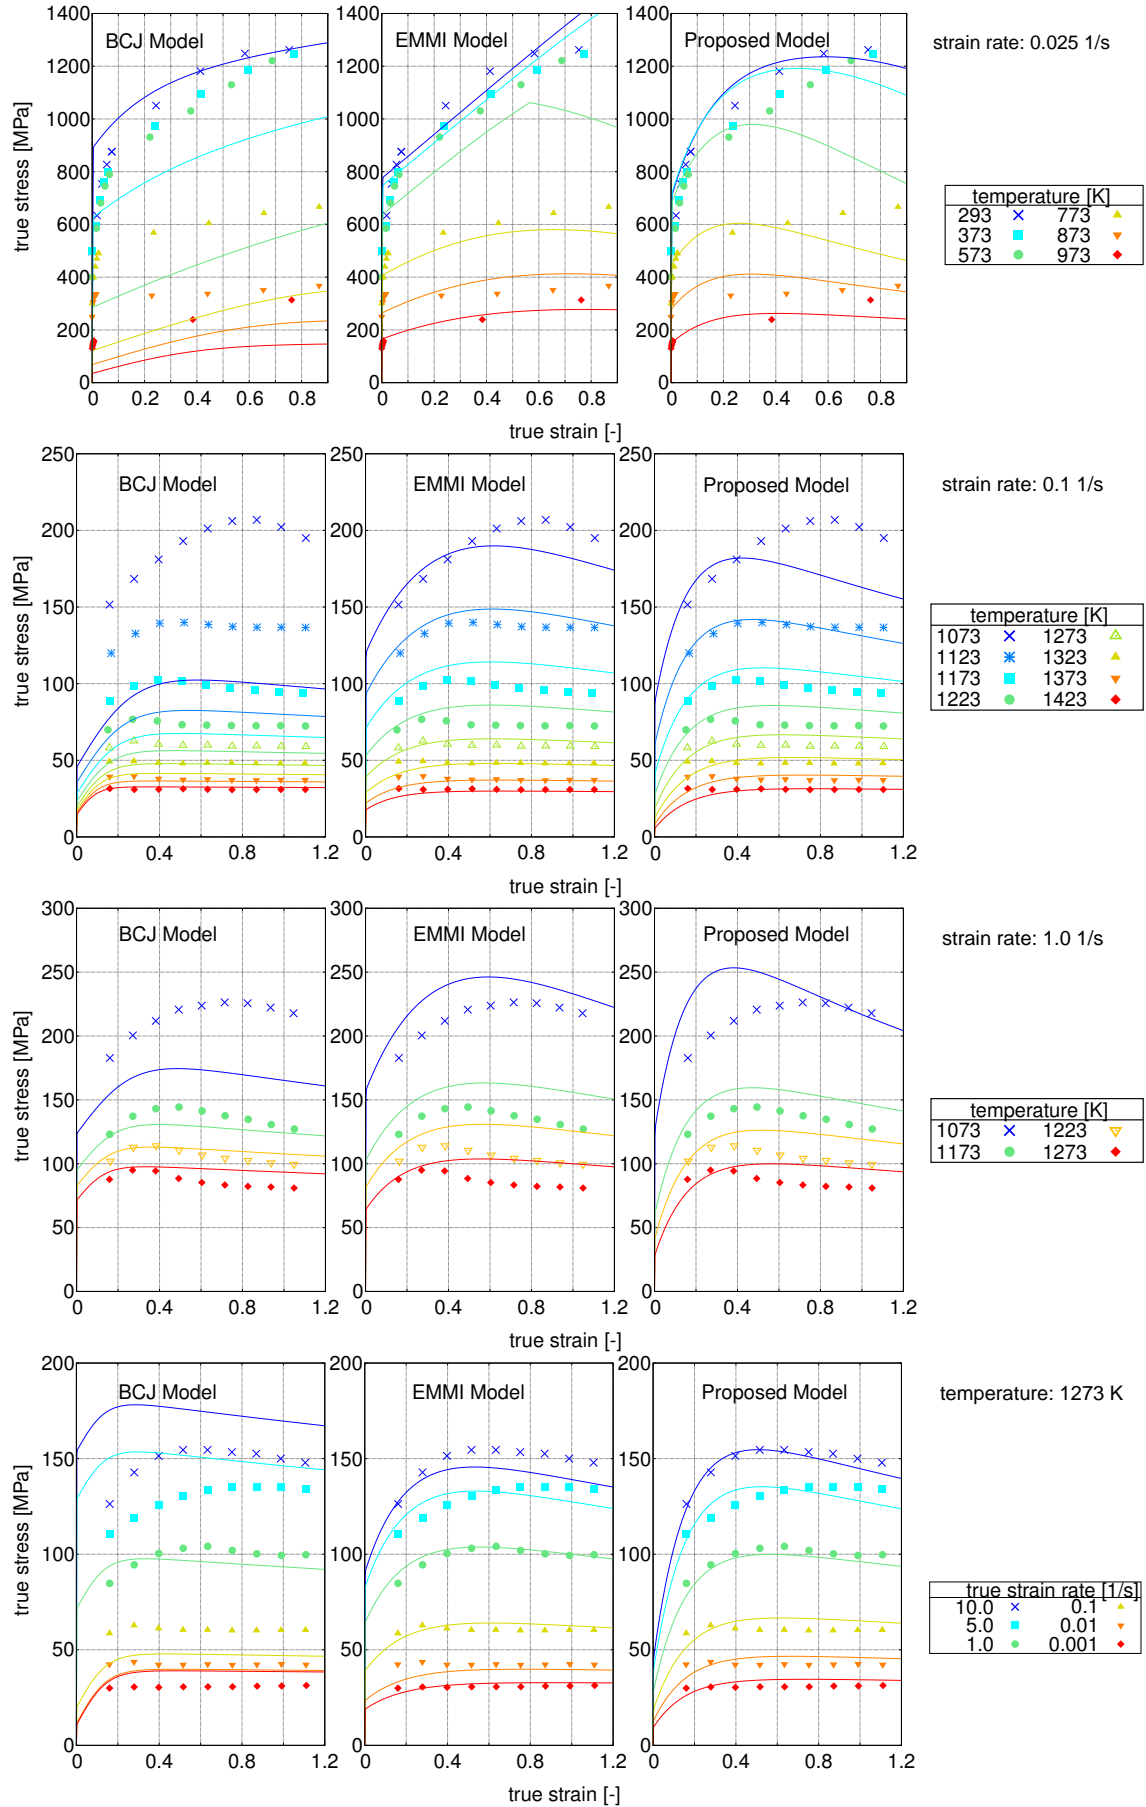 BCJ Model EMMI Model Proposed Model
strain rate: 0.025 1/s
true stress [MPa]
1400 1400 1400
1200 1200 1200
1000 1000 1000
800 800 800
600 600 600
400 400 400
200 200 200
0 0 0
0 0.2 0.4 0.6 0.8 0 0.2 0.4 0.6 0.8 0 0.2 0.4 0.6 0.8
true strain [-]
temperature [K]
293 773
373 873
573 973
BCJ Model EMMI Model Proposed Model
strain rate: 0.1 1/s
true stress [MPa]
250 250 250
200 200 200
150 150 150
100 100 100
50 50 50
0 0 0
0 0.4 0.8 1.2 0 0.4 0.8 1.2 0 0.4 0.8 1.2
true strain [-]
temperature [K]
1073 1273
1123 1323
1173 1373
1223 1423
BCJ Model EMMI Model Proposed Model
strain rate: 1.0 1/s
true stress [MPa]
300 300 300
250 250 250
200 200 200
150 150 150
100 100 100
50 50 50
0 0 0
0 0.4 0.8 1.2 0 0.4 0.8 1.2 0 0.4 0.8 1.2
true strain [-]
temperature [K]
1073 1223
1173 1273
BCJ Model EMMI Model Proposed Model
temperature: 1273 K
true stress [MPa]
200 200 200
150 150 150
100 100 100
50 50 50
0 0 0
0 0.4 0.8 1.2 0 0.4 0.8 1.2 0 0.4 0.8 1.2
true strain [-]
true strain rate [1/s]
10.0 0.1
5.0 0.01
1.0 0.001